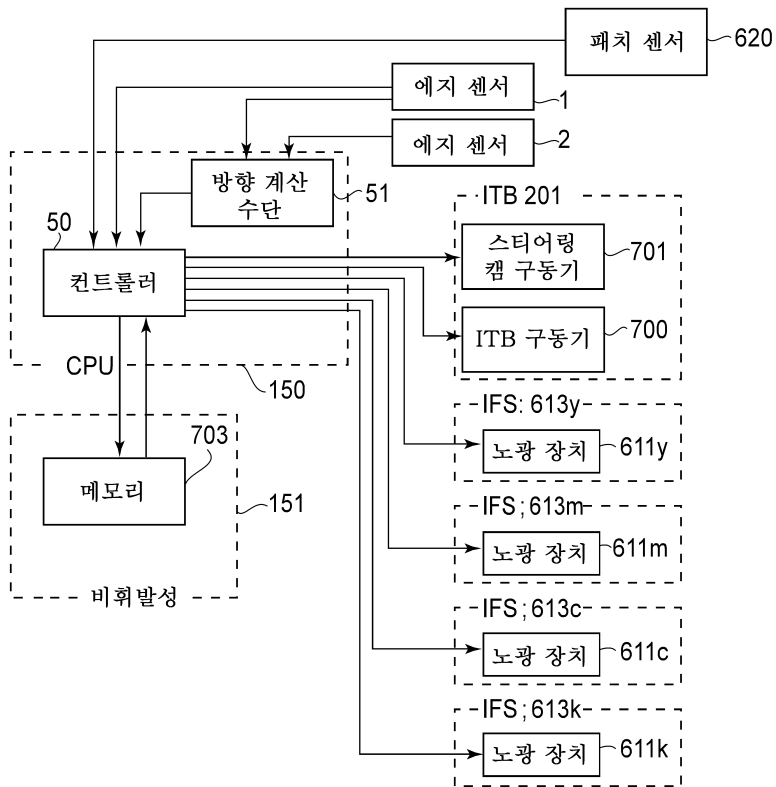 패치 센서
620
에지 센서
1
에지 센서
2
방향 계산
수단
51
50
컨트롤러
CPU
150
703
메모리
151
비휘발성
ITB 201
스티어링
캠 구동기
701
ITB 구동기
700
IFS: 613y
노광 장치
611y
IFS ; 613m
노광 장치
611m
IFS ; 613c
노광 장치
611c
IFS ; 613k
노광 장치
611k